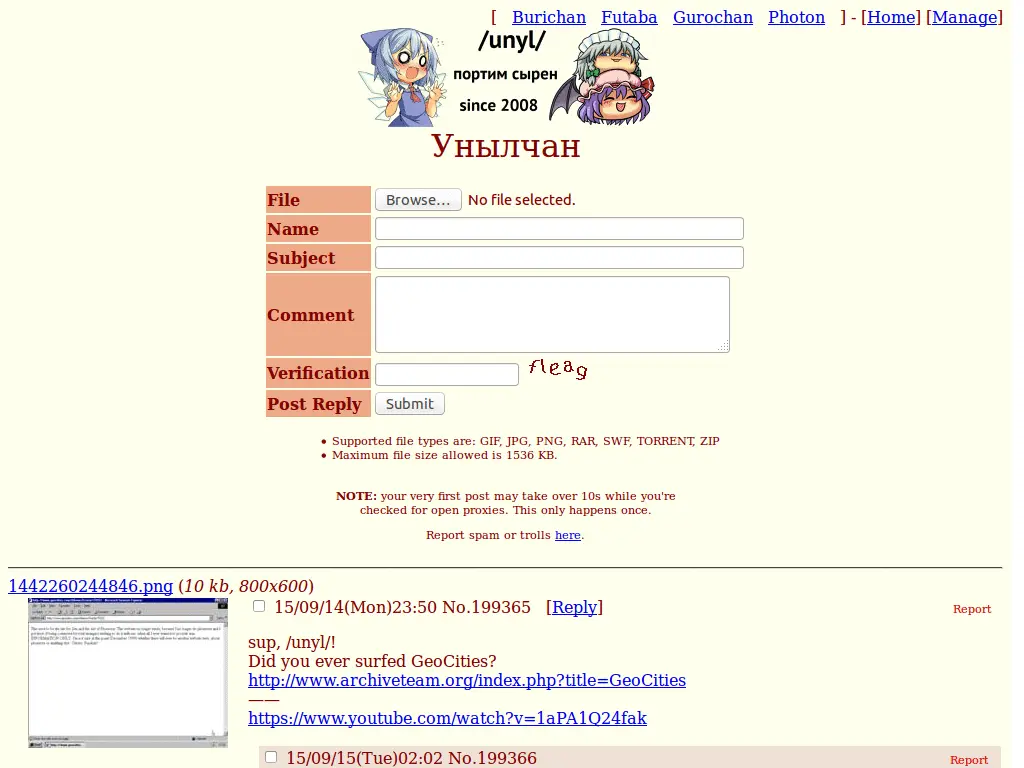 [ Burichan Futaba Gurochan Photon ] - [Home] [Manage]
/unyl/
портим сырен
since 2008
Унылчан
File Browse... No file selected.
Name
Subject
Comment
Verification fleag
Post Reply Submit
• Supported file types are: GIF, JPG, PNG, RAR, SWF, TORRENT, ZIP
• Maximum file size allowed is 1536 KB.
NOTE: your very first post may take over 10s while you're
checked for open proxies. This only happens once.
Report spam or trolls here.
1442260244846.png (10 kb, 800x600)
15/09/14(Mon)23:50 No.199365 [Reply] Report
sup, /unyl/!
Did you ever surfed GeoCities?
http://www.archiveteam.org/index.php?title=GeoCities
——
https://www.youtube.com/watch?v=1aPA1Q24fak
15/09/15(Tue)02:02 No.199366 Report